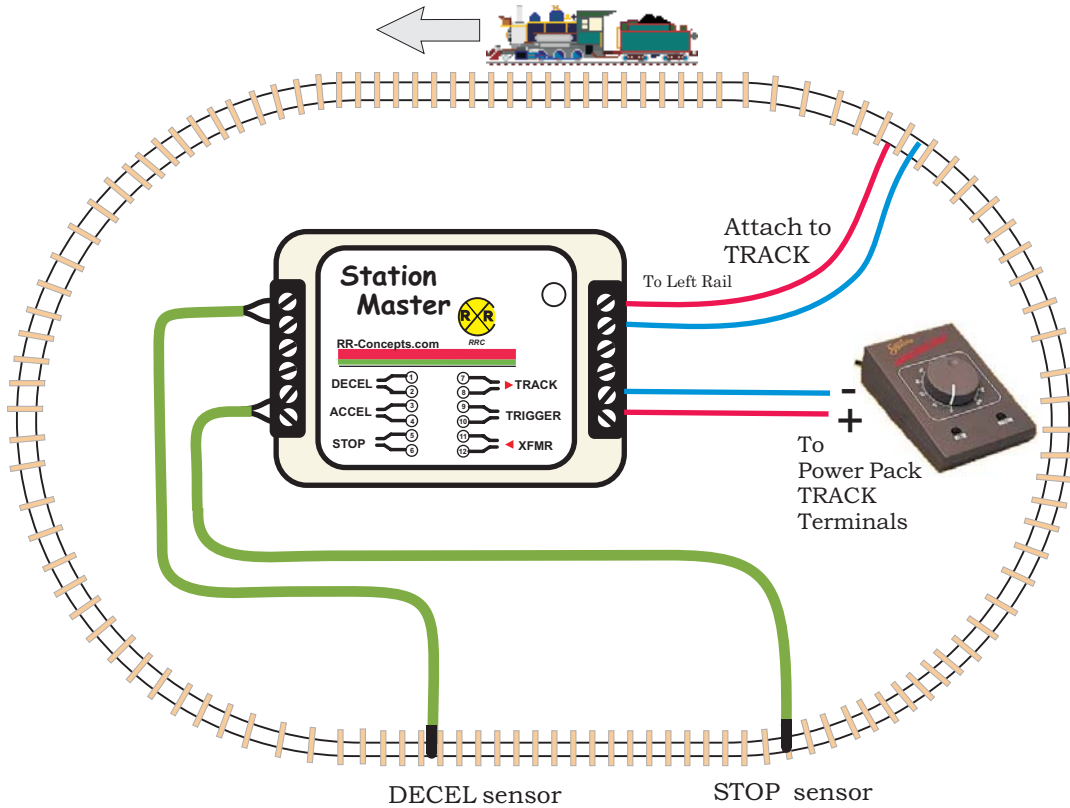 Attach to
TRACK
To Left Rail
Station
Master
RXR
RRC
RR-Concepts.com
DECEL
1
2
ACCEL
3
4
STOP
5
6
7
8
TRACK
9
10
TRIGGER
11
12
XFMR
-
+
To
Power Pack
TRACK
Terminals
DECEL sensor
STOP sensor